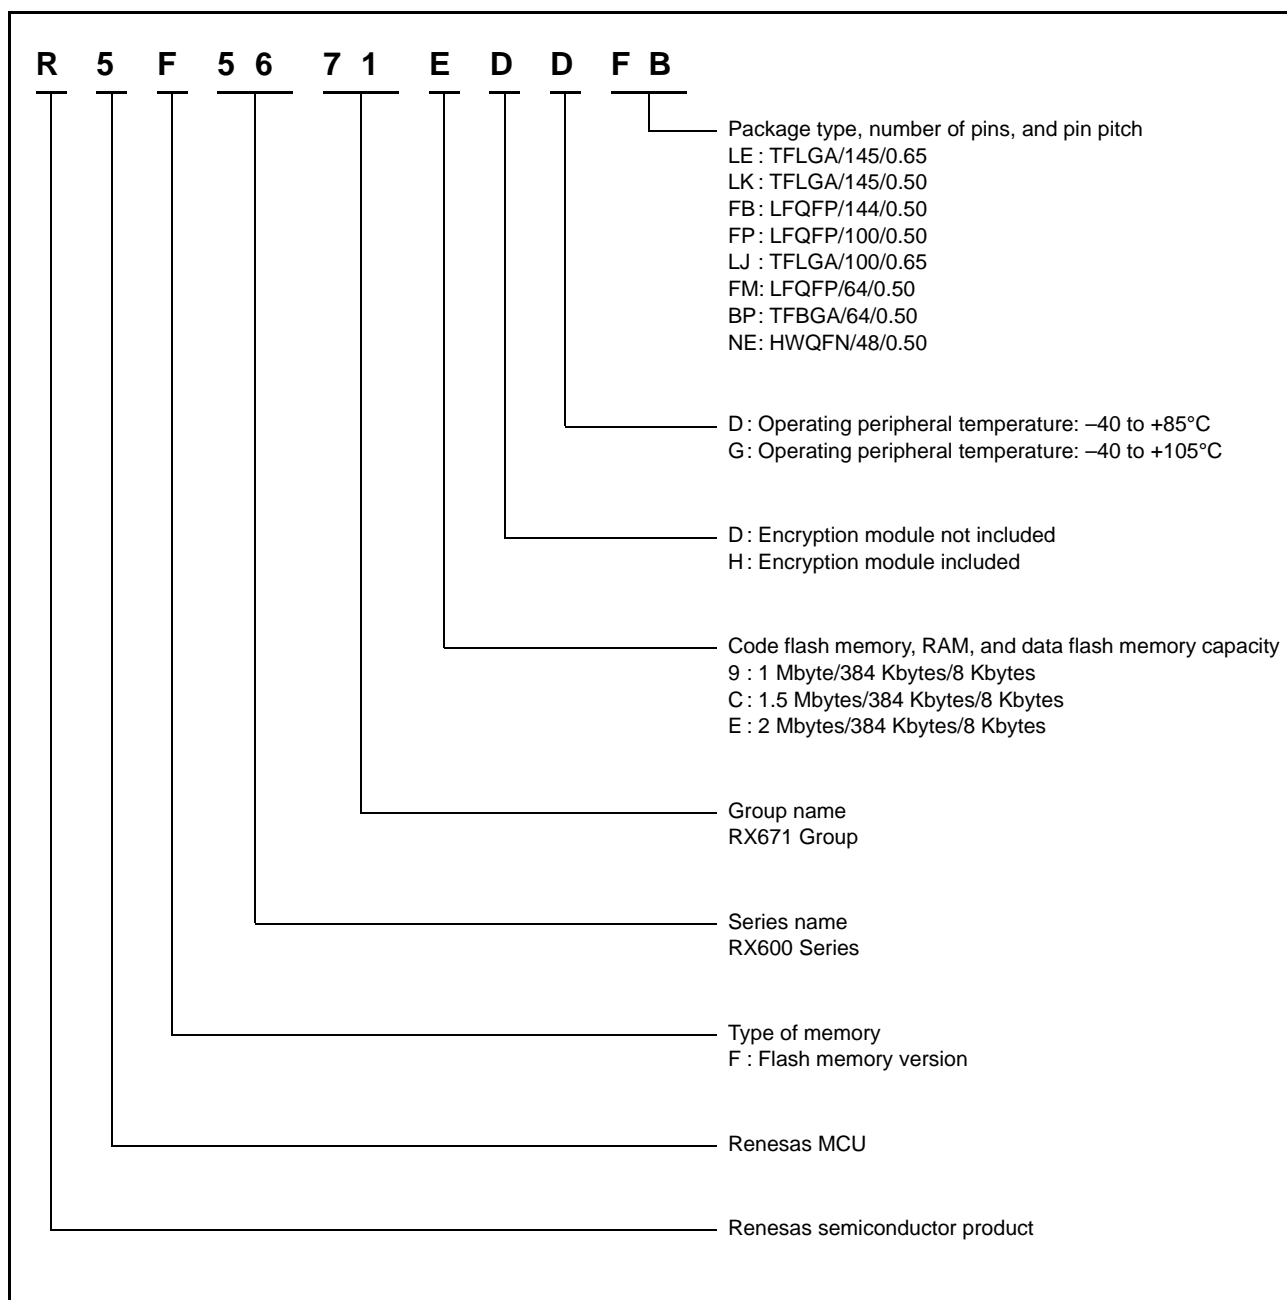 R 5 F 5 6 7 1 E D D F B
Package type, number of pins, and pin pitch
LE : TFLGA/145/0.65
LK : TFLGA/145/0.50
FB : LFQFP/144/0.50
FP : LFQFP/100/0.50
LJ : TFLGA/100/0.65
FM: LFQFP/64/0.50
BP : TFBGA/64/0.50
NE: HWQFN/48/0.50
D : Operating peripheral temperature: –40 to +85°C
G : Operating peripheral temperature: –40 to +105°C
D : Encryption module not included
H : Encryption module included
Code flash memory, RAM, and data flash memory capacity
9 : 1 Mbyte/384 Kbytes/8 Kbytes
C : 1.5 Mbytes/384 Kbytes/8 Kbytes
E : 2 Mbytes/384 Kbytes/8 Kbytes
Group name
RX671 Group
Series name
RX600 Series
Type of memory
F : Flash memory version
Renesas MCU
Renesas semiconductor product